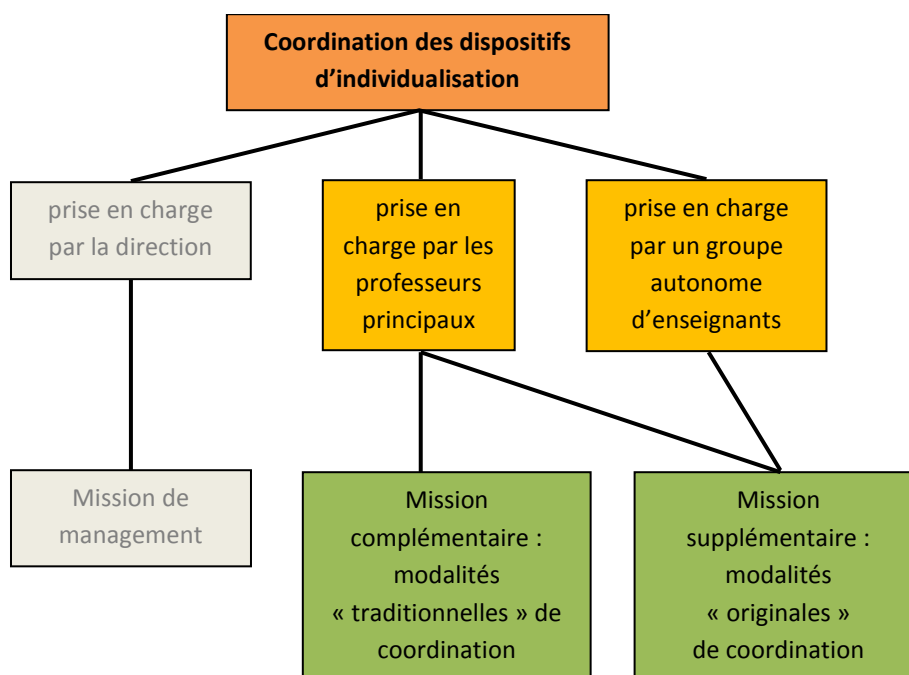 Coordination des dispositifs
d’individualisation
prise en charge
par la direction
prise en
charge par les
professeurs
principaux
prise en charge
par un groupe
autonome
d’enseignants
Mission de
management
Mission
complémentaire :
modalités
« traditionnelles » de
coordination
Mission
supplémentaire :
modalités
« originales »
de coordination